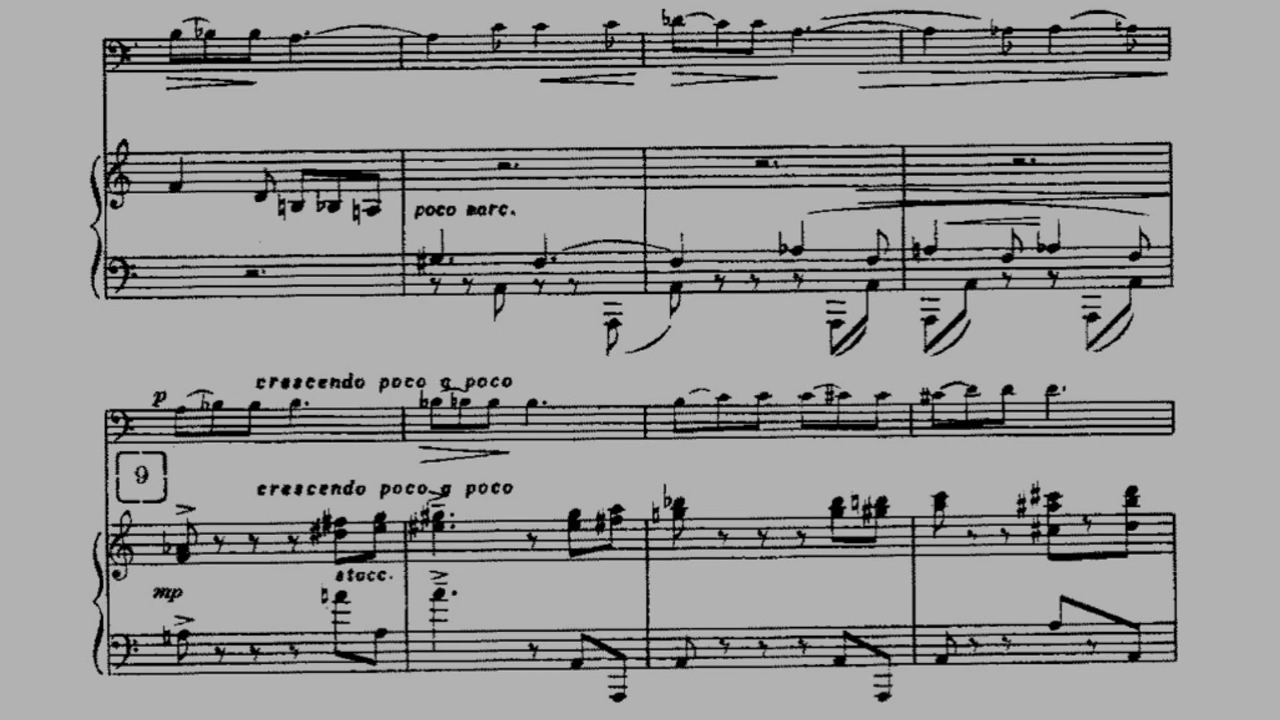 poco marc.
p crescendo poco a poco
9
crescendo poco a poco
stacc.
mp